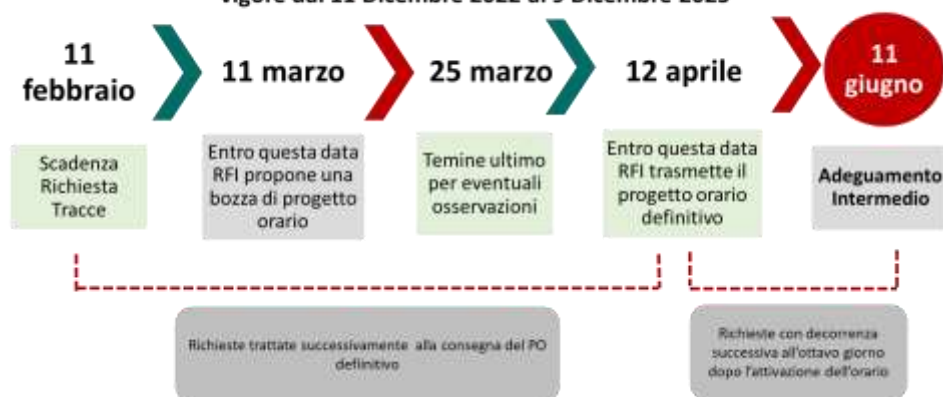 vigore dal 11 Dicembre 2022 al 9 Dicembre 2023
11
febbraio
11 marzo
25 marzo
12 aprile
11
giugno
Scadenza
Richiesta
Tracce
Entro questa data
RFI propone una
bozza di progetto
orario
Temine ultimo
per eventuali
osservazioni
Entro questa data
RFI trasmette il
progetto orario
definitivo
Adeguamento
Intermedio
Richieste trattate successivamente alla consegna del PO
definitivo
Richieste con decorrenza
successiva all'ottavo giorno
dopo l'attivazione dell'orario